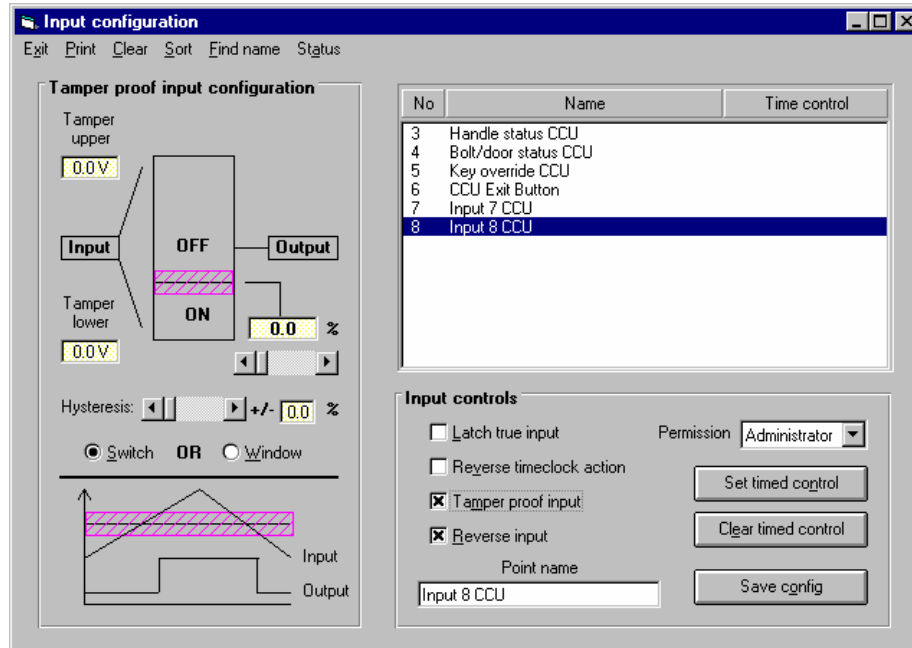 Input configuration
Exit Print Clear Sort Find name Status
Tamper proof input configuration
Tamper
upper
0.0 V
Input
OFF
Output
Tamper
lower
ON
0.0 %
0.0 V
Hysteresis: +/- 0.0 %
Switch OR Window
Input
Output
No Name Time control
3 Handle status CCU
4 Bolt/door status CCU
5 Key override CCU
6 CCU Exit Button
7 Input 7 CCU
8 Input 8 CCU
Input controls
Latch true input
Permission Administrator
Reverse timeclock action
Set timed control
Tamper proof input
Clear timed control
Reverse input
Point name
Input 8 CCU
Save config